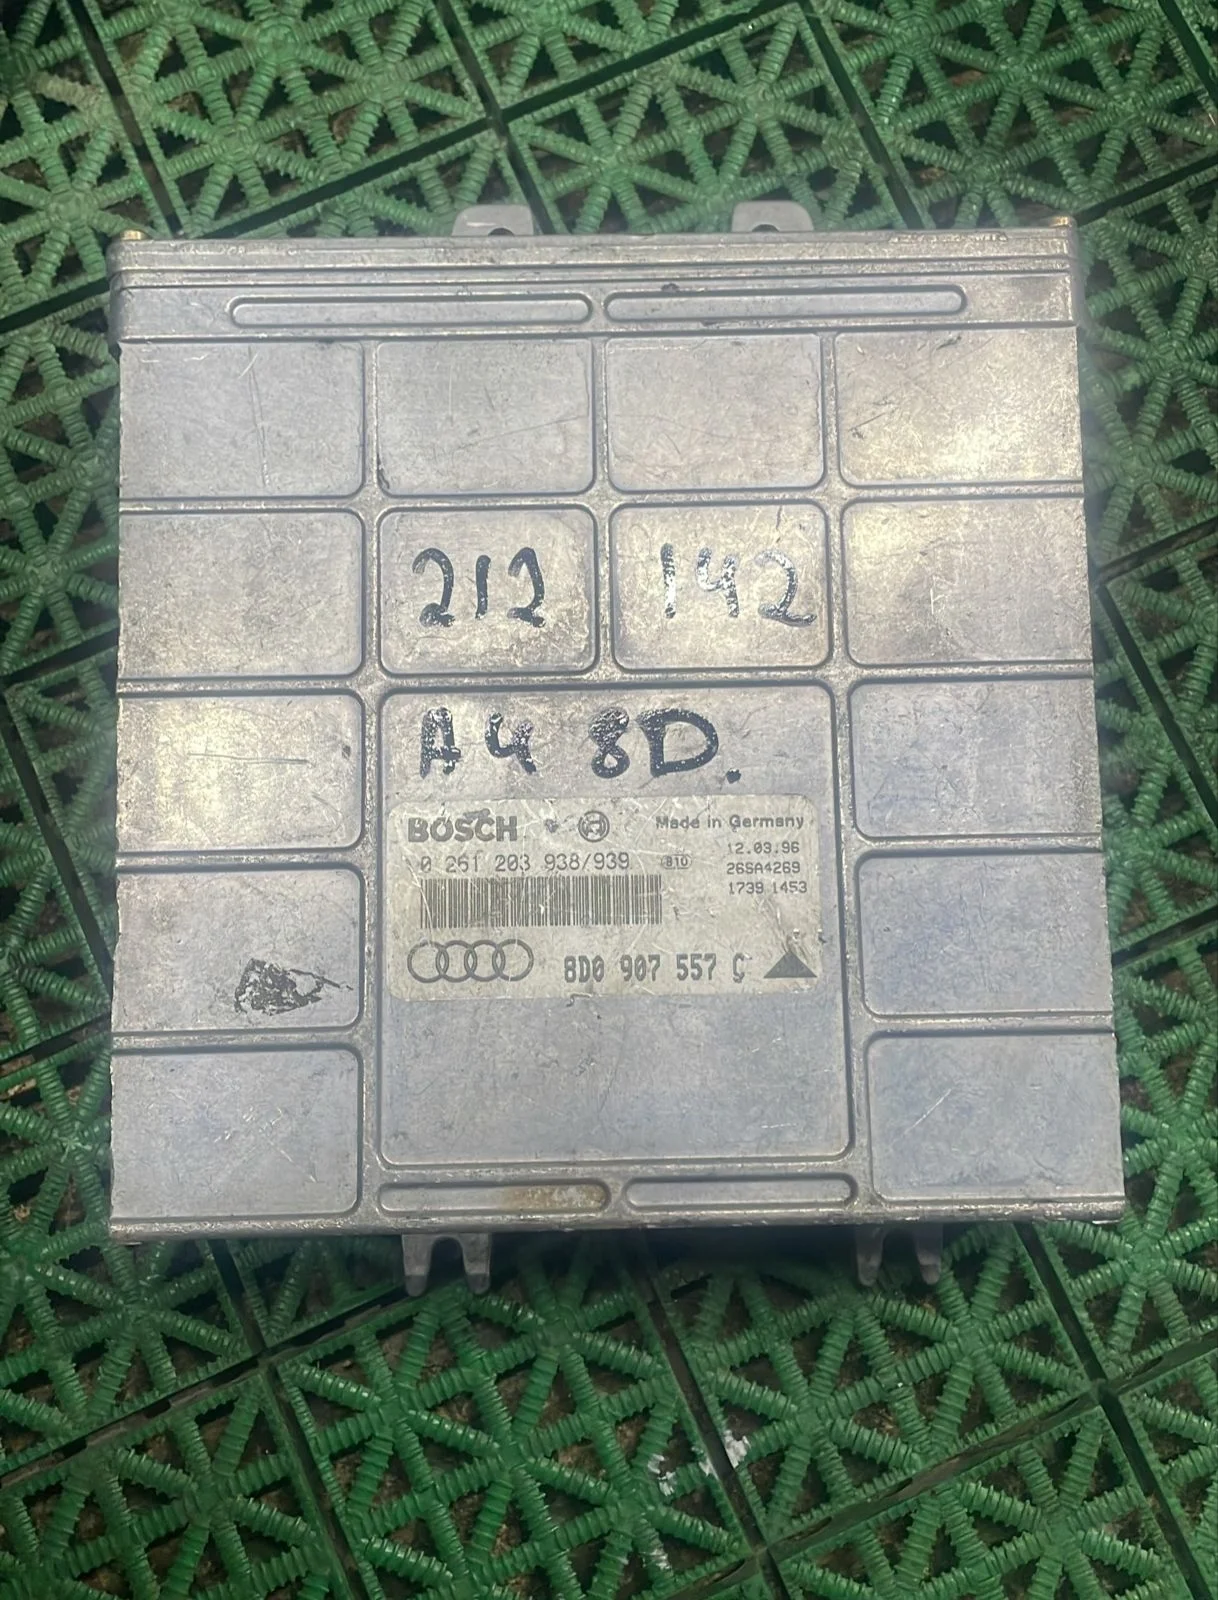 212 142
A4 8D.
BOSCH Made in Germany
12.03.96
0 261 203 938/939 B10 26SA4269
1739 1453
8D0 907 557 C